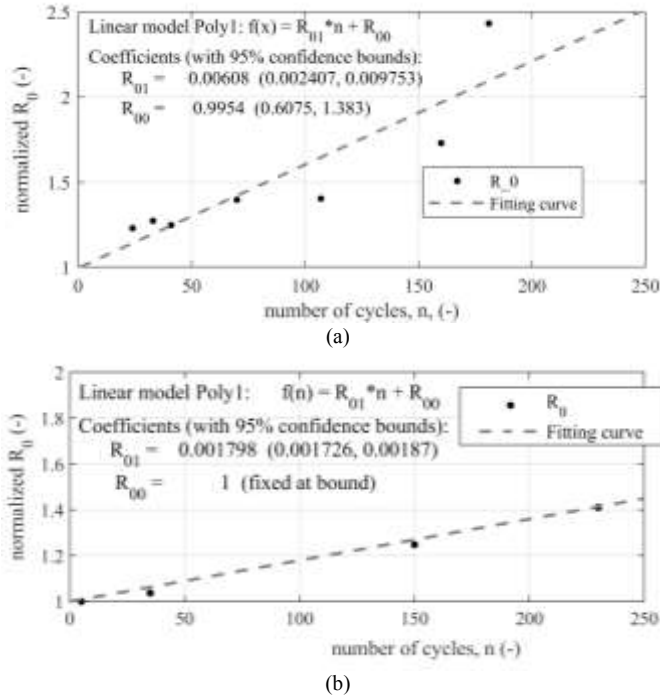 Linear model Poly1: f(x) = R01*n + R00
Coefficients (with 95% confidence bounds):
R01 = 0.00608 (0.002407, 0.009753)
R00 = 0.9954 (0.6075, 1.383)
2.5
2
1.5
1
normalized R0 (-)
R_0
Fitting curve
0 50 100 150 200 250
number of cycles, n, (-)
(a)
Linear model Poly1: f(n) = R01*n + R00
Coefficients (with 95% confidence bounds):
R01 = 0.001798 (0.001726, 0.00187)
R00 = 1 (fixed at bound)
2
1.8
1.6
1.4
1.2
1
normalized R0 (-)
R0
Fitting curve
0 50 100 150 200 250
number of cycles, n (-)
(b)